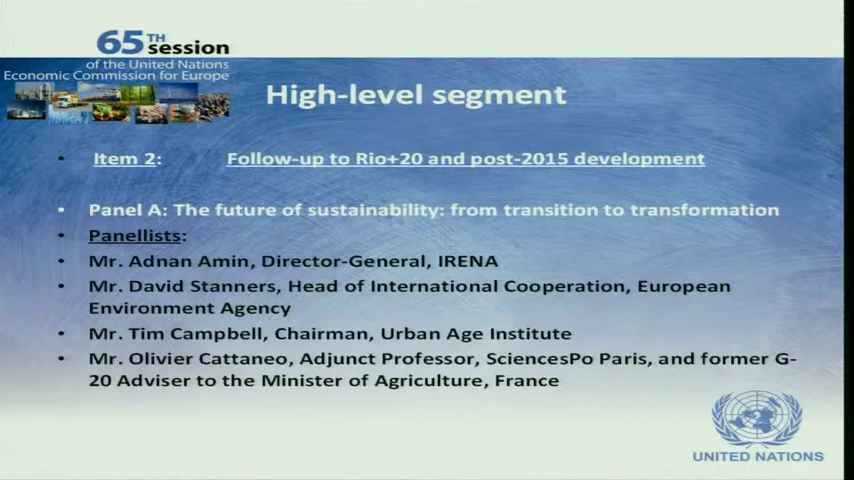 65TH session
of the United Nations
Economic Commission for Europe
High-level segment
• Item 2: Follow-up to Rio+20 and post-2015 development
• Panel A: The future of sustainability: from transition to transformation
• Panellists:
• Mr. Adnan Amin, Director-General, IRENA
• Mr. David Stanners, Head of International Cooperation, European
Environment Agency
• Mr. Tim Campbell, Chairman, Urban Age Institute
• Mr. Olivier Cattaneo, Adjunct Professor, SciencesPo Paris, and former G-
20 Adviser to the Minister of Agriculture, France
UNITED NATIONS